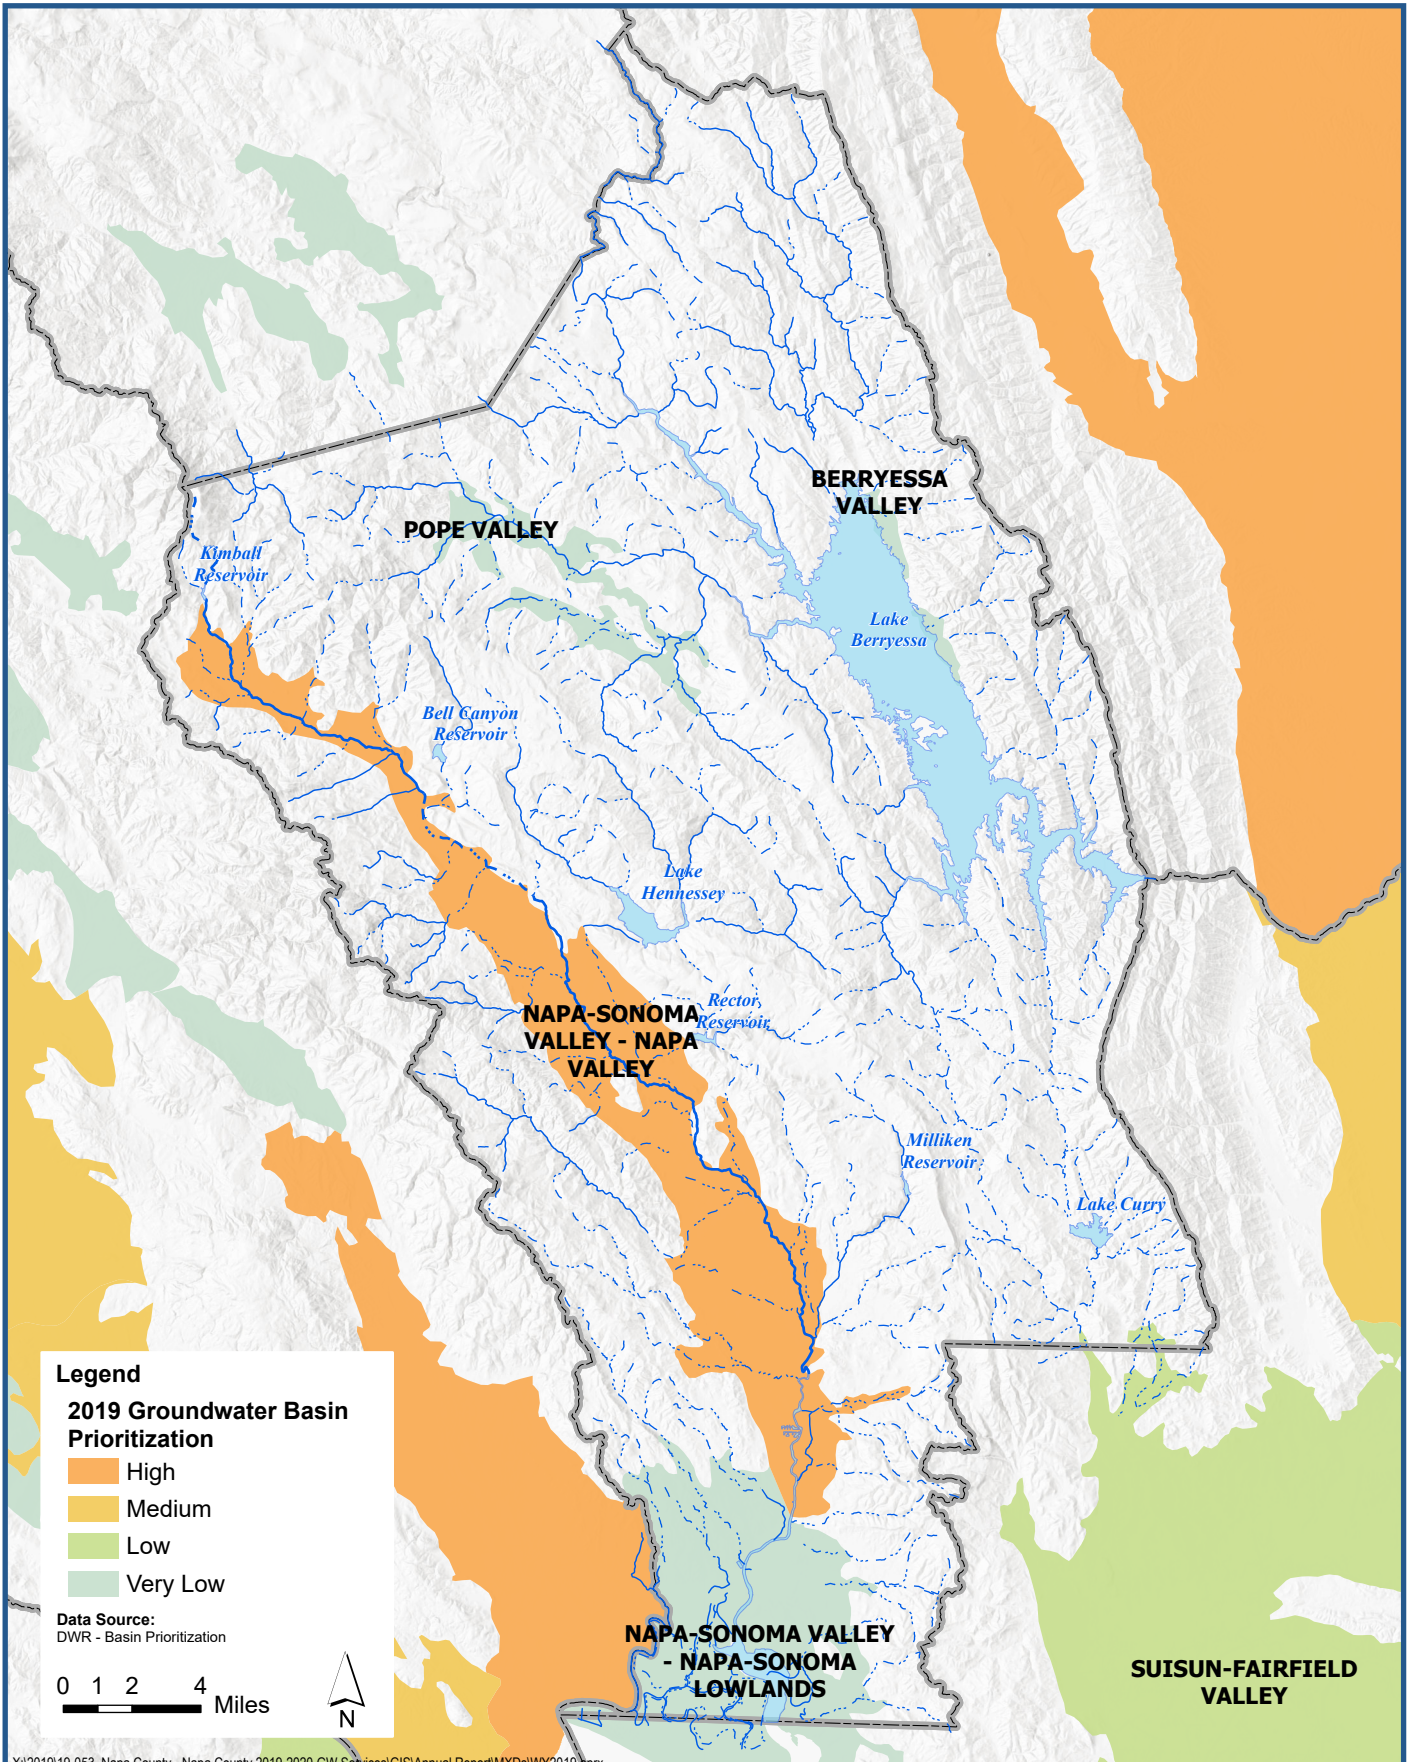 BERRYESSA
VALLEY
POPE VALLEY
Kimball
Reservoir
Lake
Berryessa
Bell Canyon
Reservoir
Lake
Hennessey
NAPA-SONOMA
VALLEY - NAPA
VALLEY
Rector
Reservoir
Milliken
Reservoir
Lake Curry
Legend
2019 Groundwater Basin
Prioritization
High
Medium
Low
Very Low
Data Source:
DWR - Basin Prioritization
0 1 2 4
Miles
N
NAPA-SONOMA VALLEY
- NAPA-SONOMA
LOWLANDS
SUISUN-FAIRFIELD
VALLEY